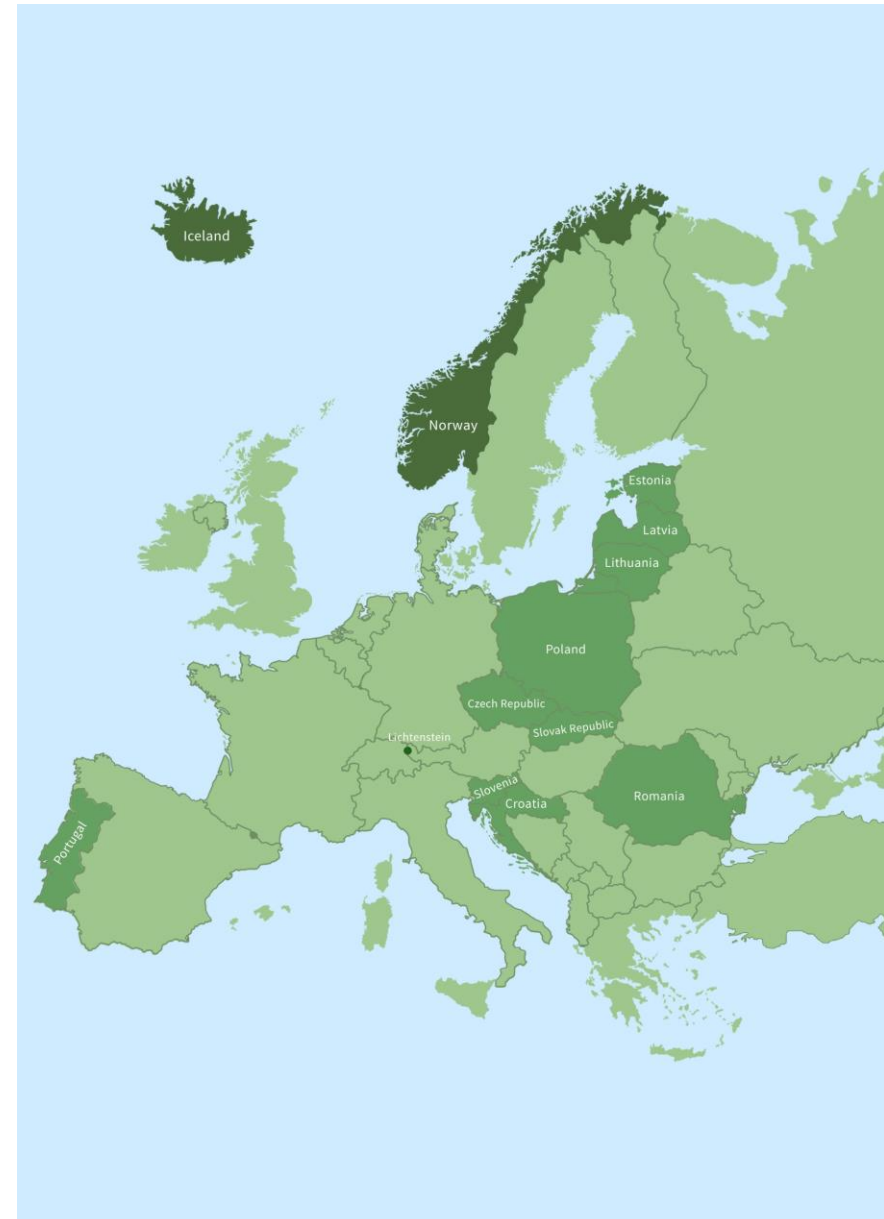 Iceland
Norway
Estonia
Latvia
Lithuania
Poland
Czech Republic
Slovak Republic
Lichtenstein
Slovenia
Croatia
Romania
Portugal